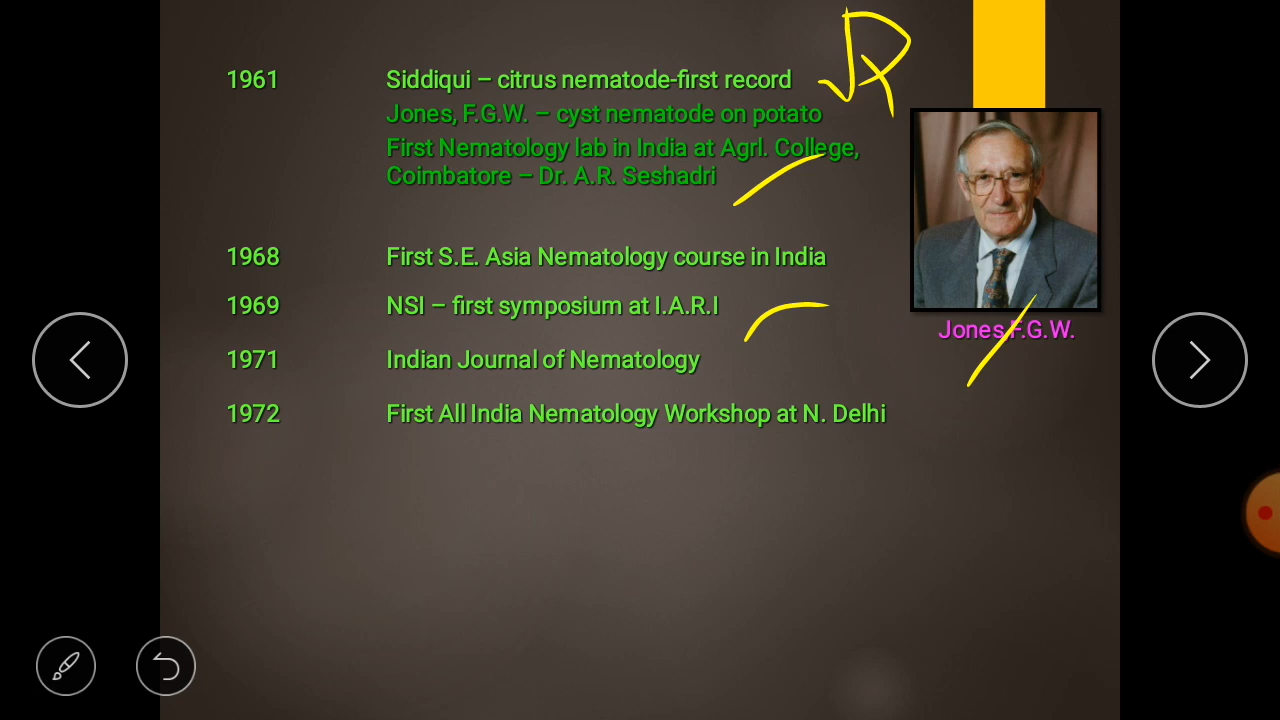 1961 Siddiqui – citrus nematode-first record
Jones, F.G.W. – cyst nematode on potato
First Nematology lab in India at Agrl. College,
Coimbatore – Dr. A.R. Seshadri
1968 First S.E. Asia Nematology course in India
1969 NSI – first symposium at I.A.R.I
1971 Indian Journal of Nematology
1972 First All India Nematology Workshop at N. Delhi
Jones F.G.W.